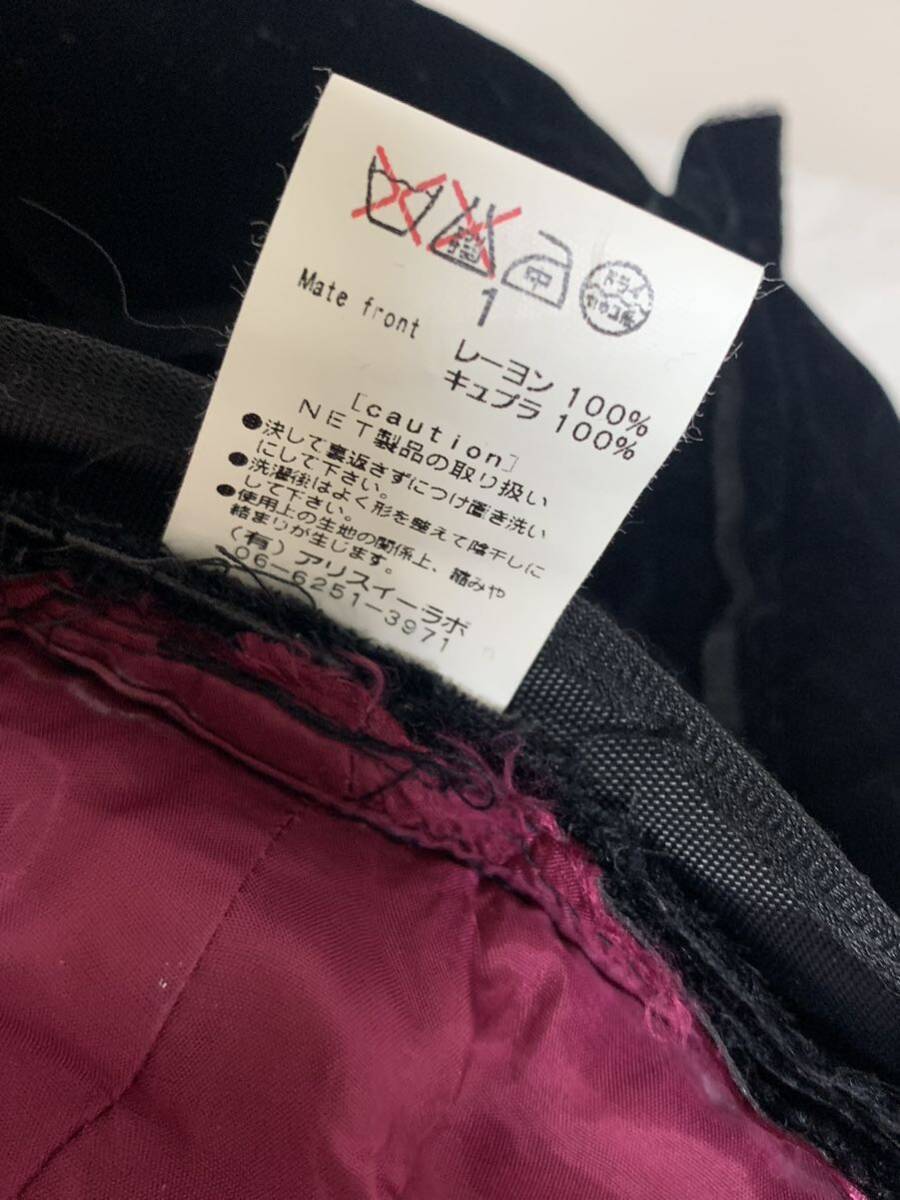 中
ドライ
セキユ系
1
Mate front
レーヨン 100%
キュプラ 100%
[caution]
NET製品の取り扱い
●決して裏返さずにつけ置き洗い
にして下さい。
●洗濯後はよく形を整えて陰干しに
して下さい。
●使用上の生地の関係上、縮みや
絡まりが生じます。
(有)アリスイーラボ
06-6251-3971